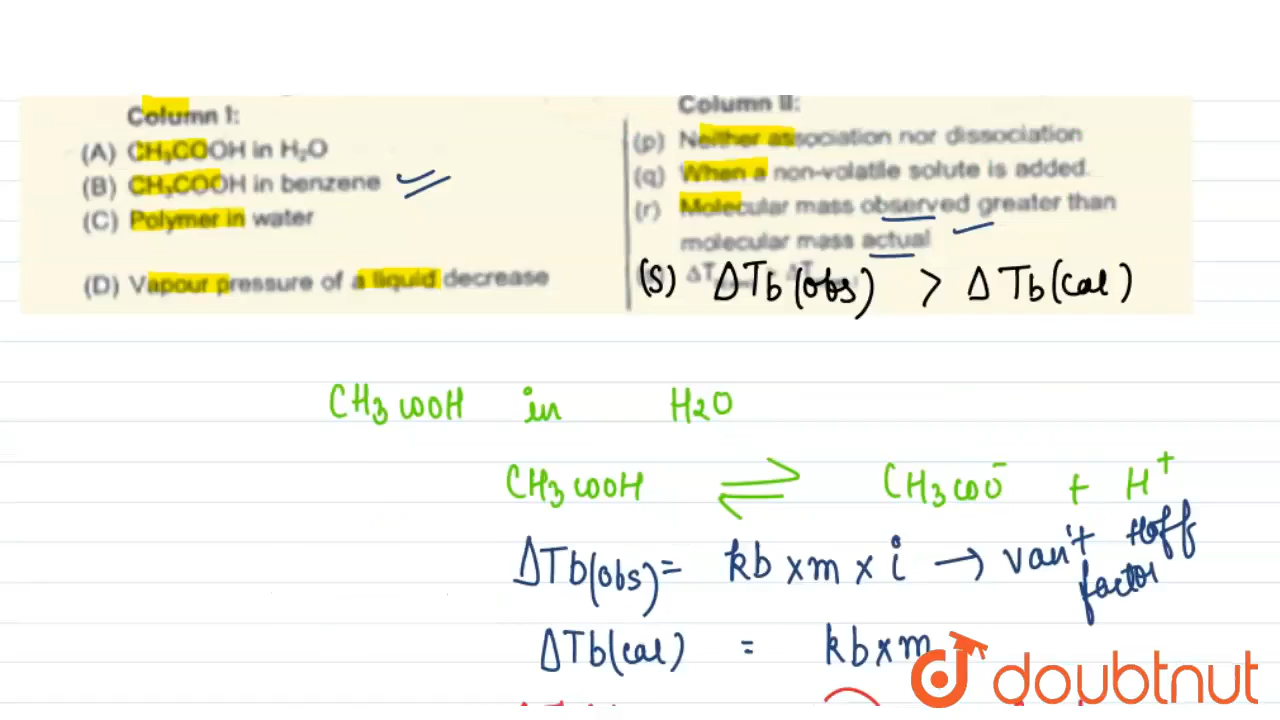 Column I:
(A) CH₃COOH in H₂O
(B) CH₃COOH in benzene
(C) Polymer in water
(D) Vapour pressure of a liquid decrease
Column II:
(p) Neither association nor dissociation
(q) When a non-volatile solute is added.
(r) Molecular mass observed greater than
molecular mass actual
(S) ΔTb(obs) > ΔTb(cal)
CH3COOH in H2O
CH3COOH ⇌ CH3COO⁻ + H⁺
ΔTb(obs) = kb × m × i → van't Hoff
factor
ΔTb(cal) = kb × m
doubtnut